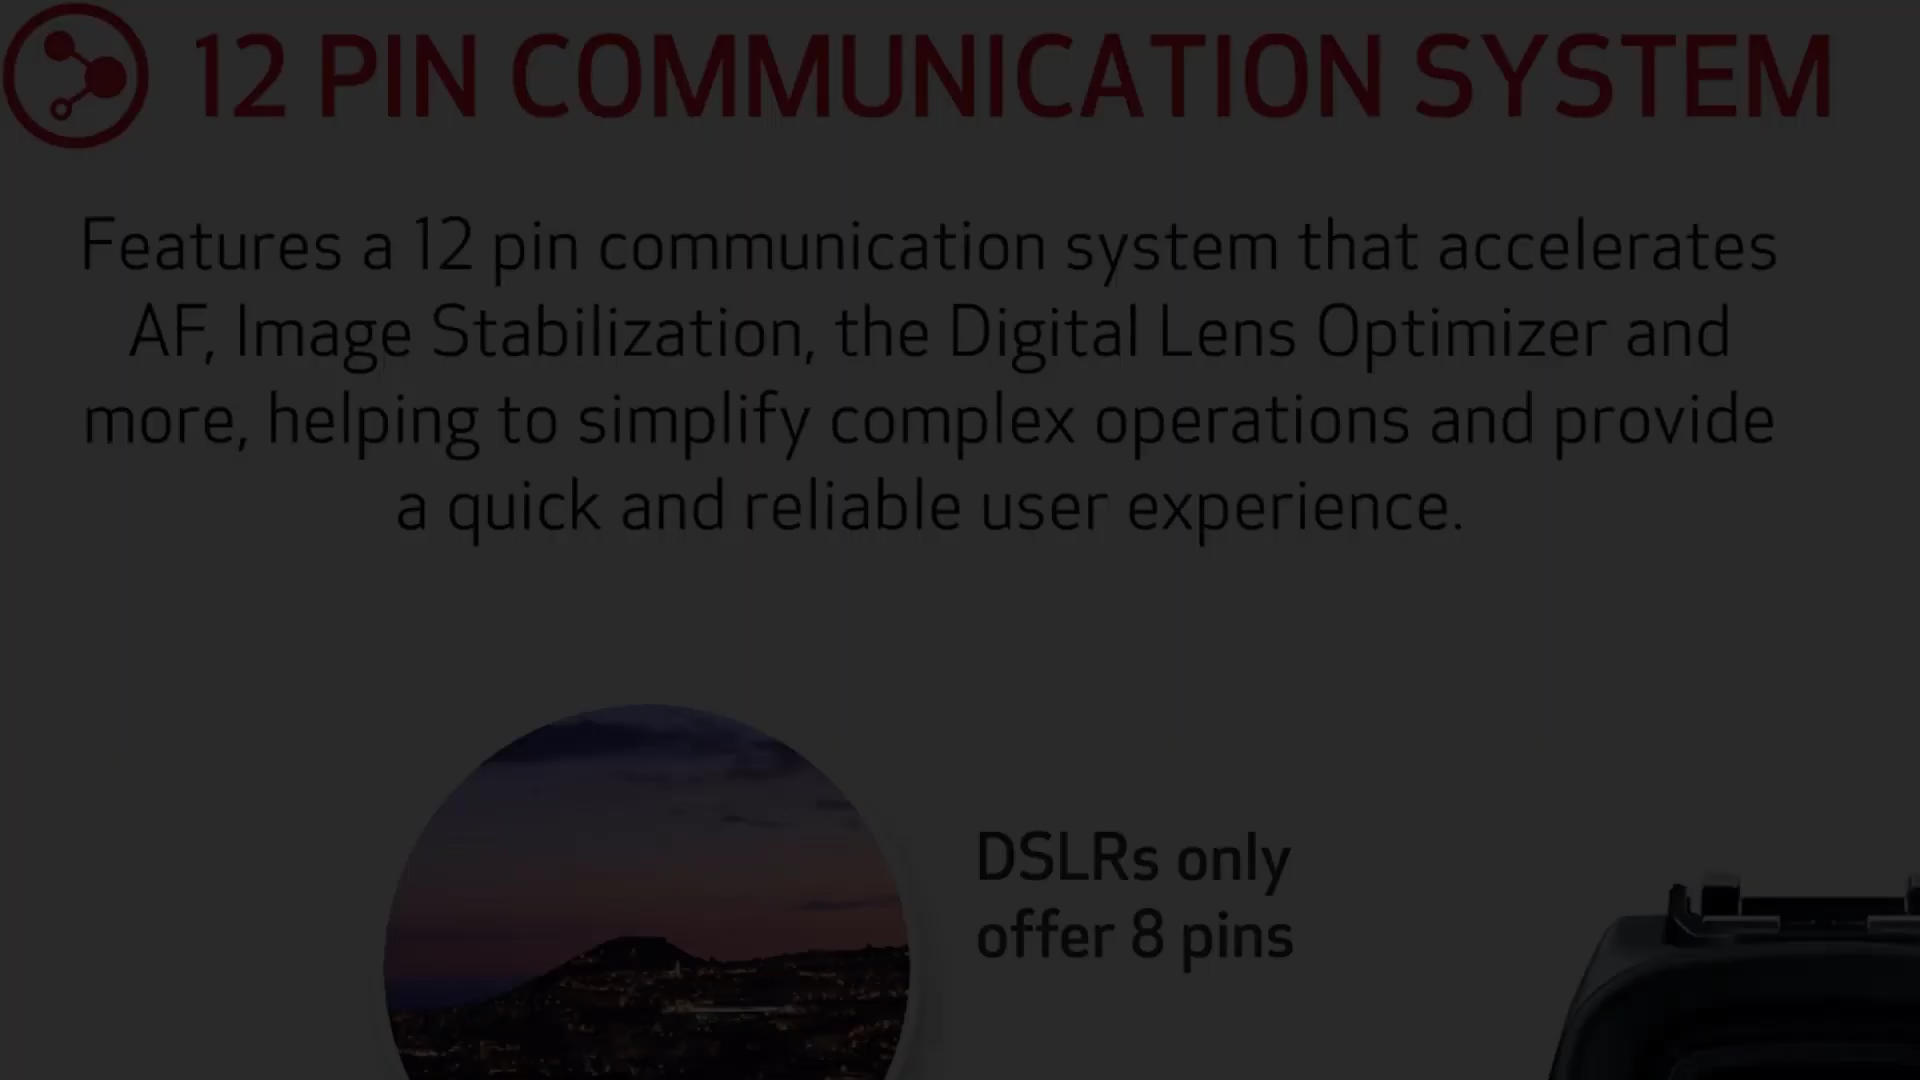 12 PIN COMMUNICATION SYSTEM
Features a 12 pin communication system that accelerates
AF, Image Stabilization, the Digital Lens Optimizer and
more, helping to simplify complex operations and provide
a quick and reliable user experience.
DSLRs only
offer 8 pins